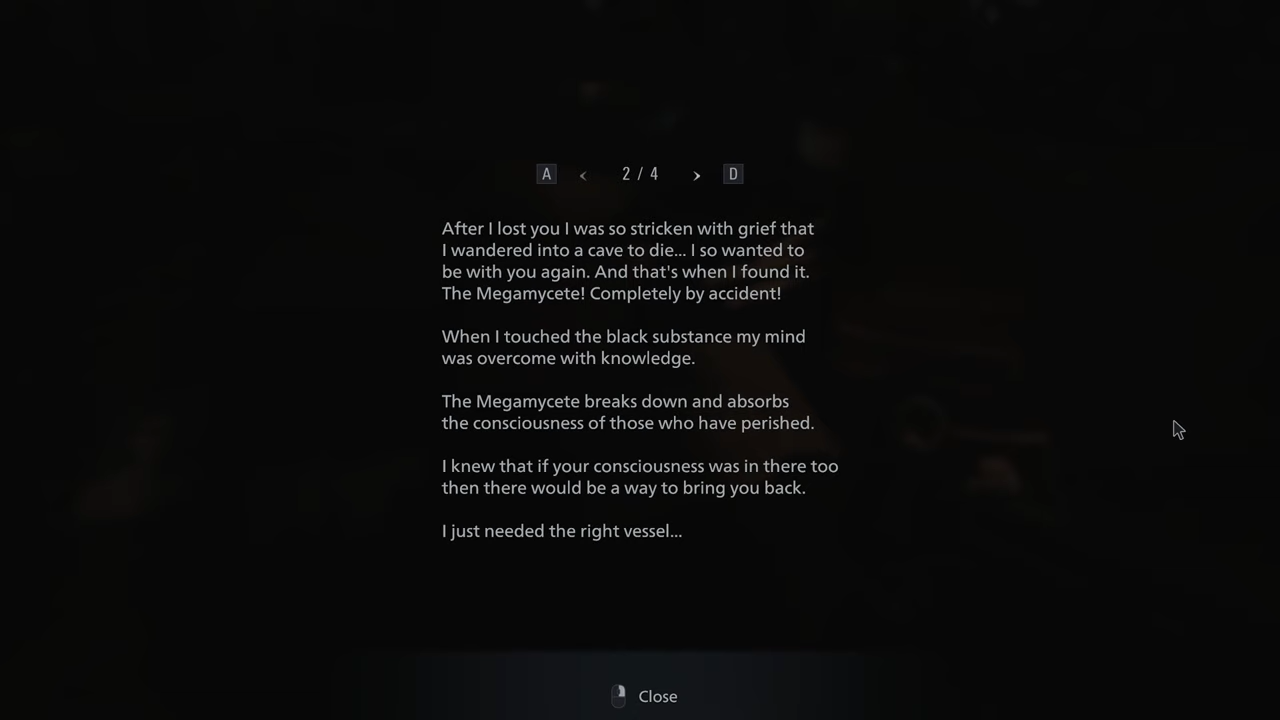 A < 2 / 4 > D
After I lost you I was so stricken with grief that
I wandered into a cave to die... I so wanted to
be with you again. And that's when I found it.
The Megamycete! Completely by accident!
When I touched the black substance my mind
was overcome with knowledge.
The Megamycete breaks down and absorbs
the consciousness of those who have perished.
I knew that if your consciousness was in there too
then there would be a way to bring you back.
I just needed the right vessel...
Close